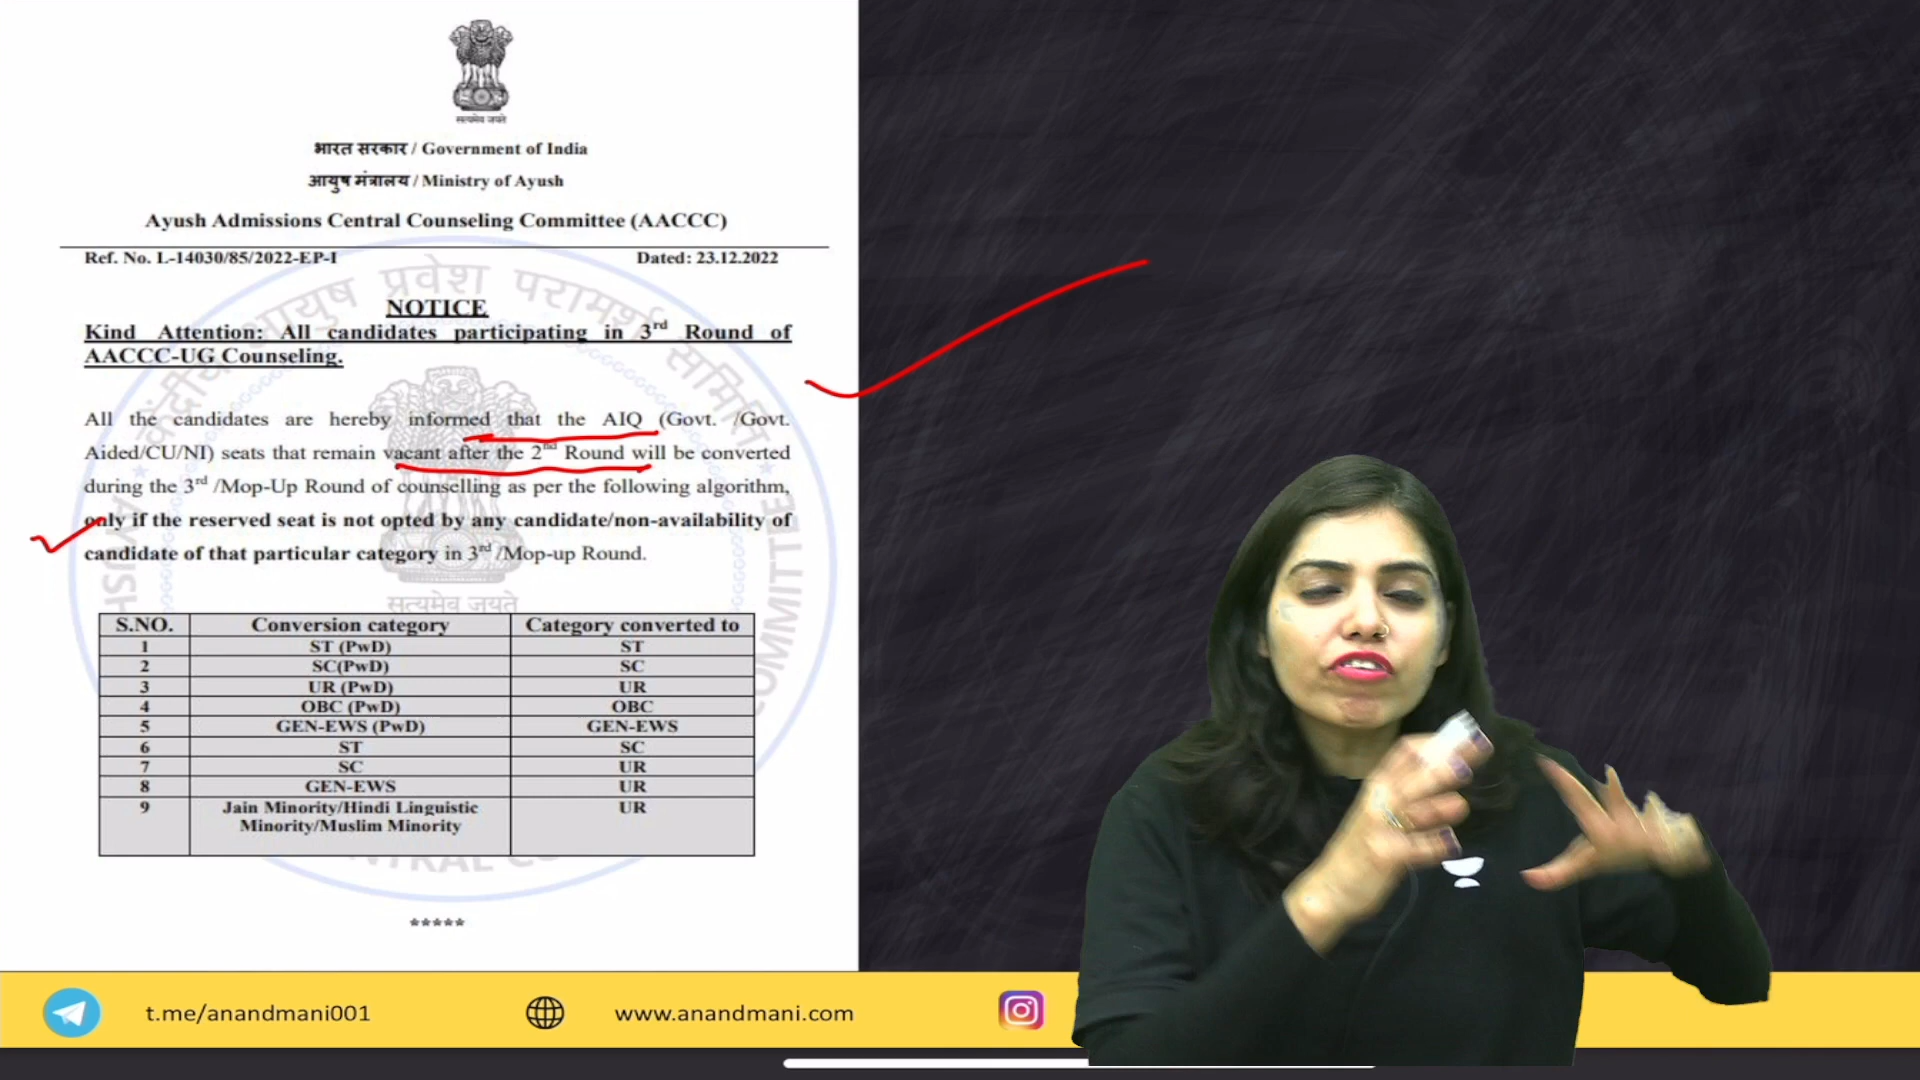 सत्यमेव जयते
भारत सरकार / Government of India
आयुष मंत्रालय / Ministry of Ayush
Ayush Admissions Central Counseling Committee (AACCC)
Ref. No. L-14030/85/2022-EP-I Dated: 23.12.2022
NOTICE
Kind Attention: All candidates participating in 3rd Round of
AACCC-UG Counseling.
All the candidates are hereby informed that the AIQ (Govt. /Govt.
Aided/CU/NI) seats that remain vacant after the 2nd Round will be converted
during the 3rd /Mop-Up Round of counselling as per the following algorithm,
only if the reserved seat is not opted by any candidate/non-availability of
candidate of that particular category in 3rd /Mop-up Round.
सत्यमेव जयते
S.NO. Conversion category Category converted to
1 ST (PwD) ST
2 SC(PwD) SC
3 UR (PwD) UR
4 OBC (PwD) OBC
5 GEN-EWS (PwD) GEN-EWS
6 ST SC
7 SC UR
8 GEN-EWS UR
9 Jain Minority/Hindi Linguistic UR
Minority/Muslim Minority
*****
t.me/anandmani001 www.anandmani.com